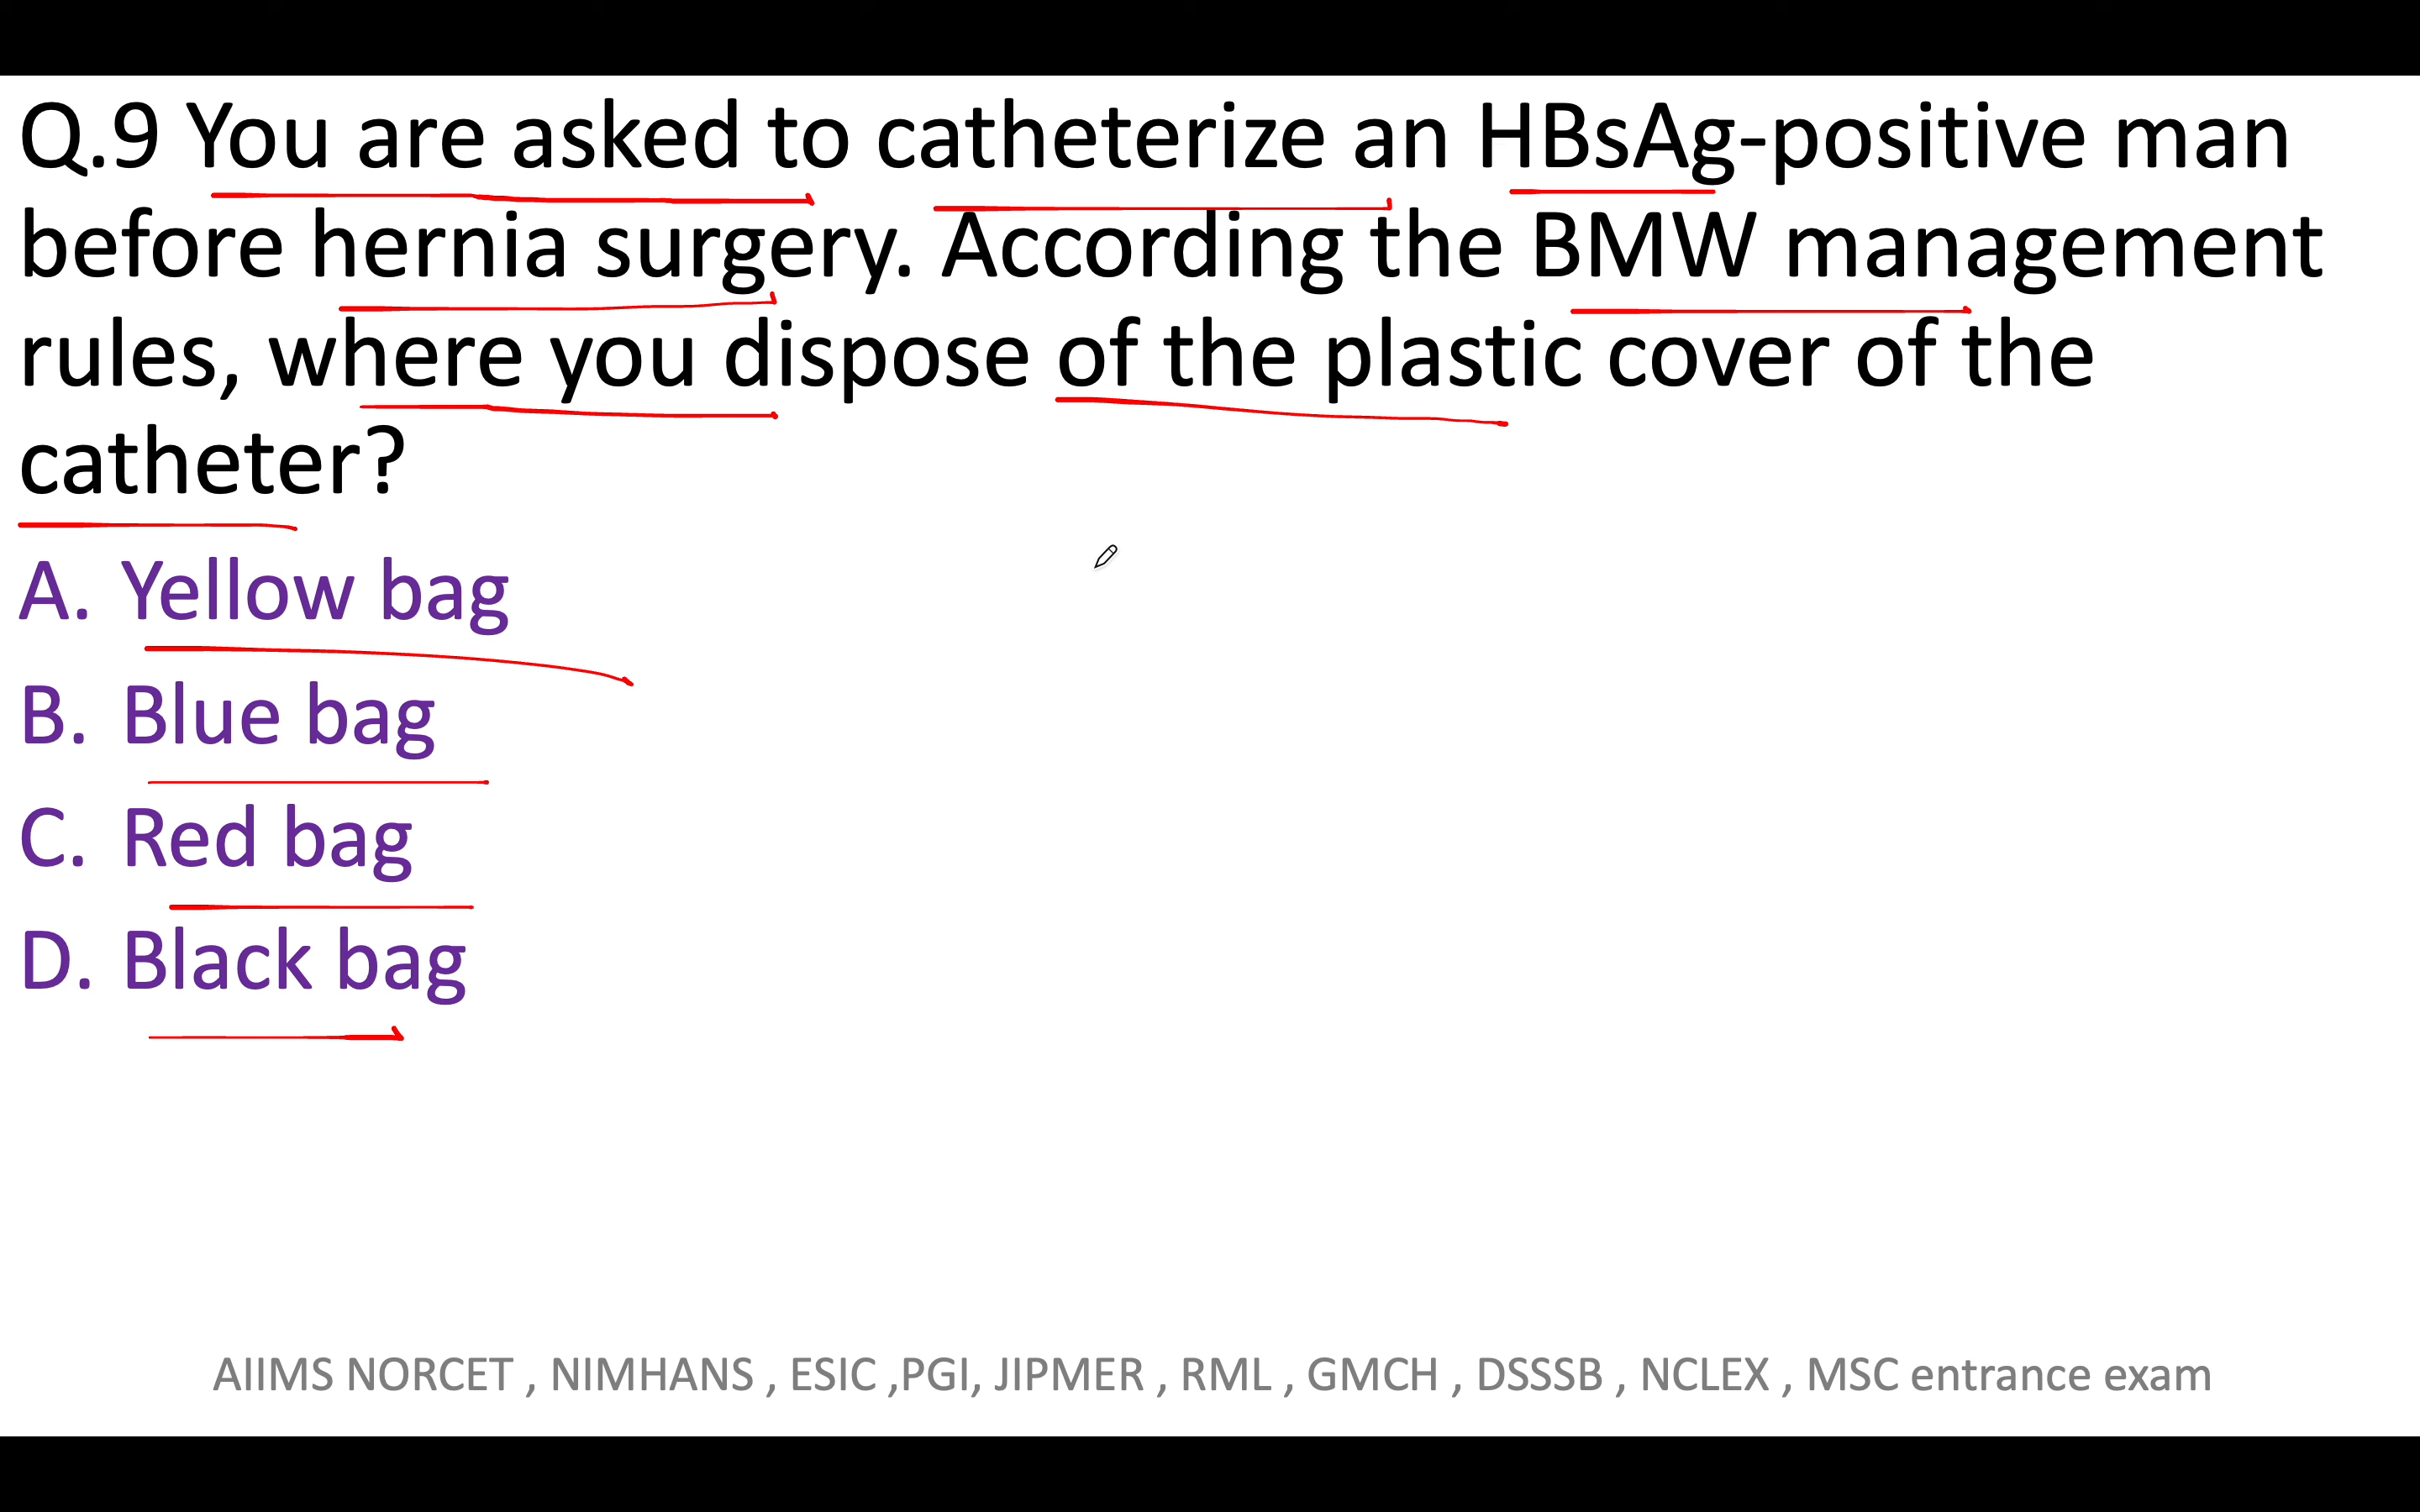 Q.9 You are asked to catheterize an HBsAg-positive man
before hernia surgery. According the BMW management
rules, where you dispose of the plastic cover of the
catheter?
A. Yellow bag
B. Blue bag
C. Red bag
D. Black bag
AIIMS NORCET , NIMHANS , ESIC ,PGI, JIPMER , RML , GMCH , DSSSB , NCLEX , MSC entrance exam